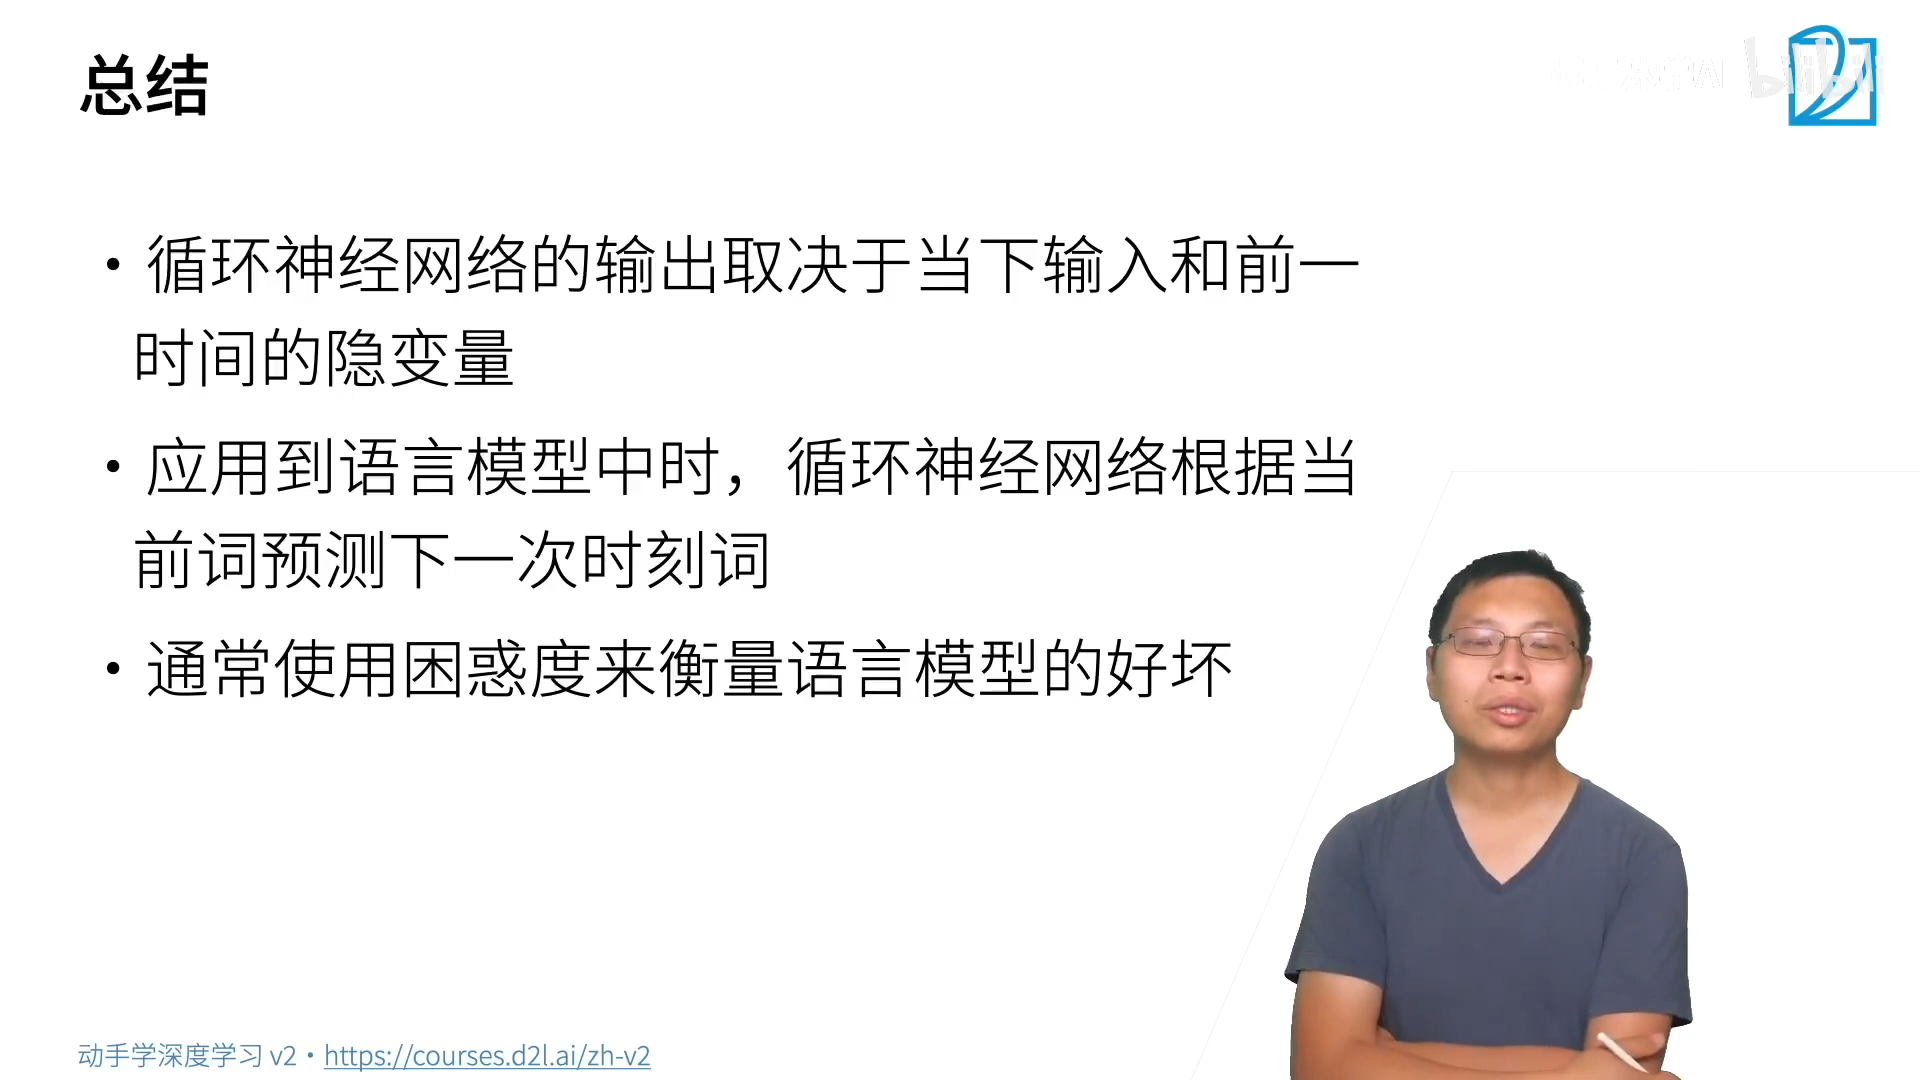 总结
• 循环神经网络的输出取决于当下输入和前一
时间的隐变量
• 应用到语言模型中时，循环神经网络根据当
前词预测下一次时刻词
• 通常使用困惑度来衡量语言模型的好坏
动手学深度学习 v2 • https://courses.d2l.ai/zh-v2
bilibili